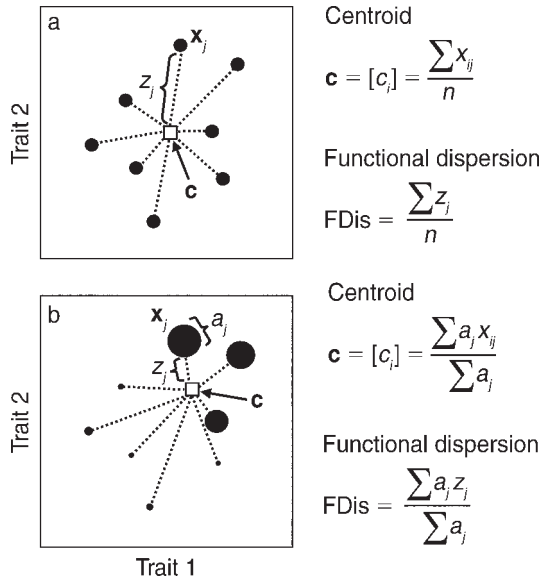 a
x_j
z_j
c
Trait 2
Centroid
c = [c_i] = ∑x_ij / n
Functional dispersion
FDis = ∑z_j / n
b
x_j
a_j
z_j
c
Trait 2
Trait 1
Centroid
c = [c_i] = ∑a_j x_ij / ∑a_j
Functional dispersion
FDis = ∑a_j z_j / ∑a_j